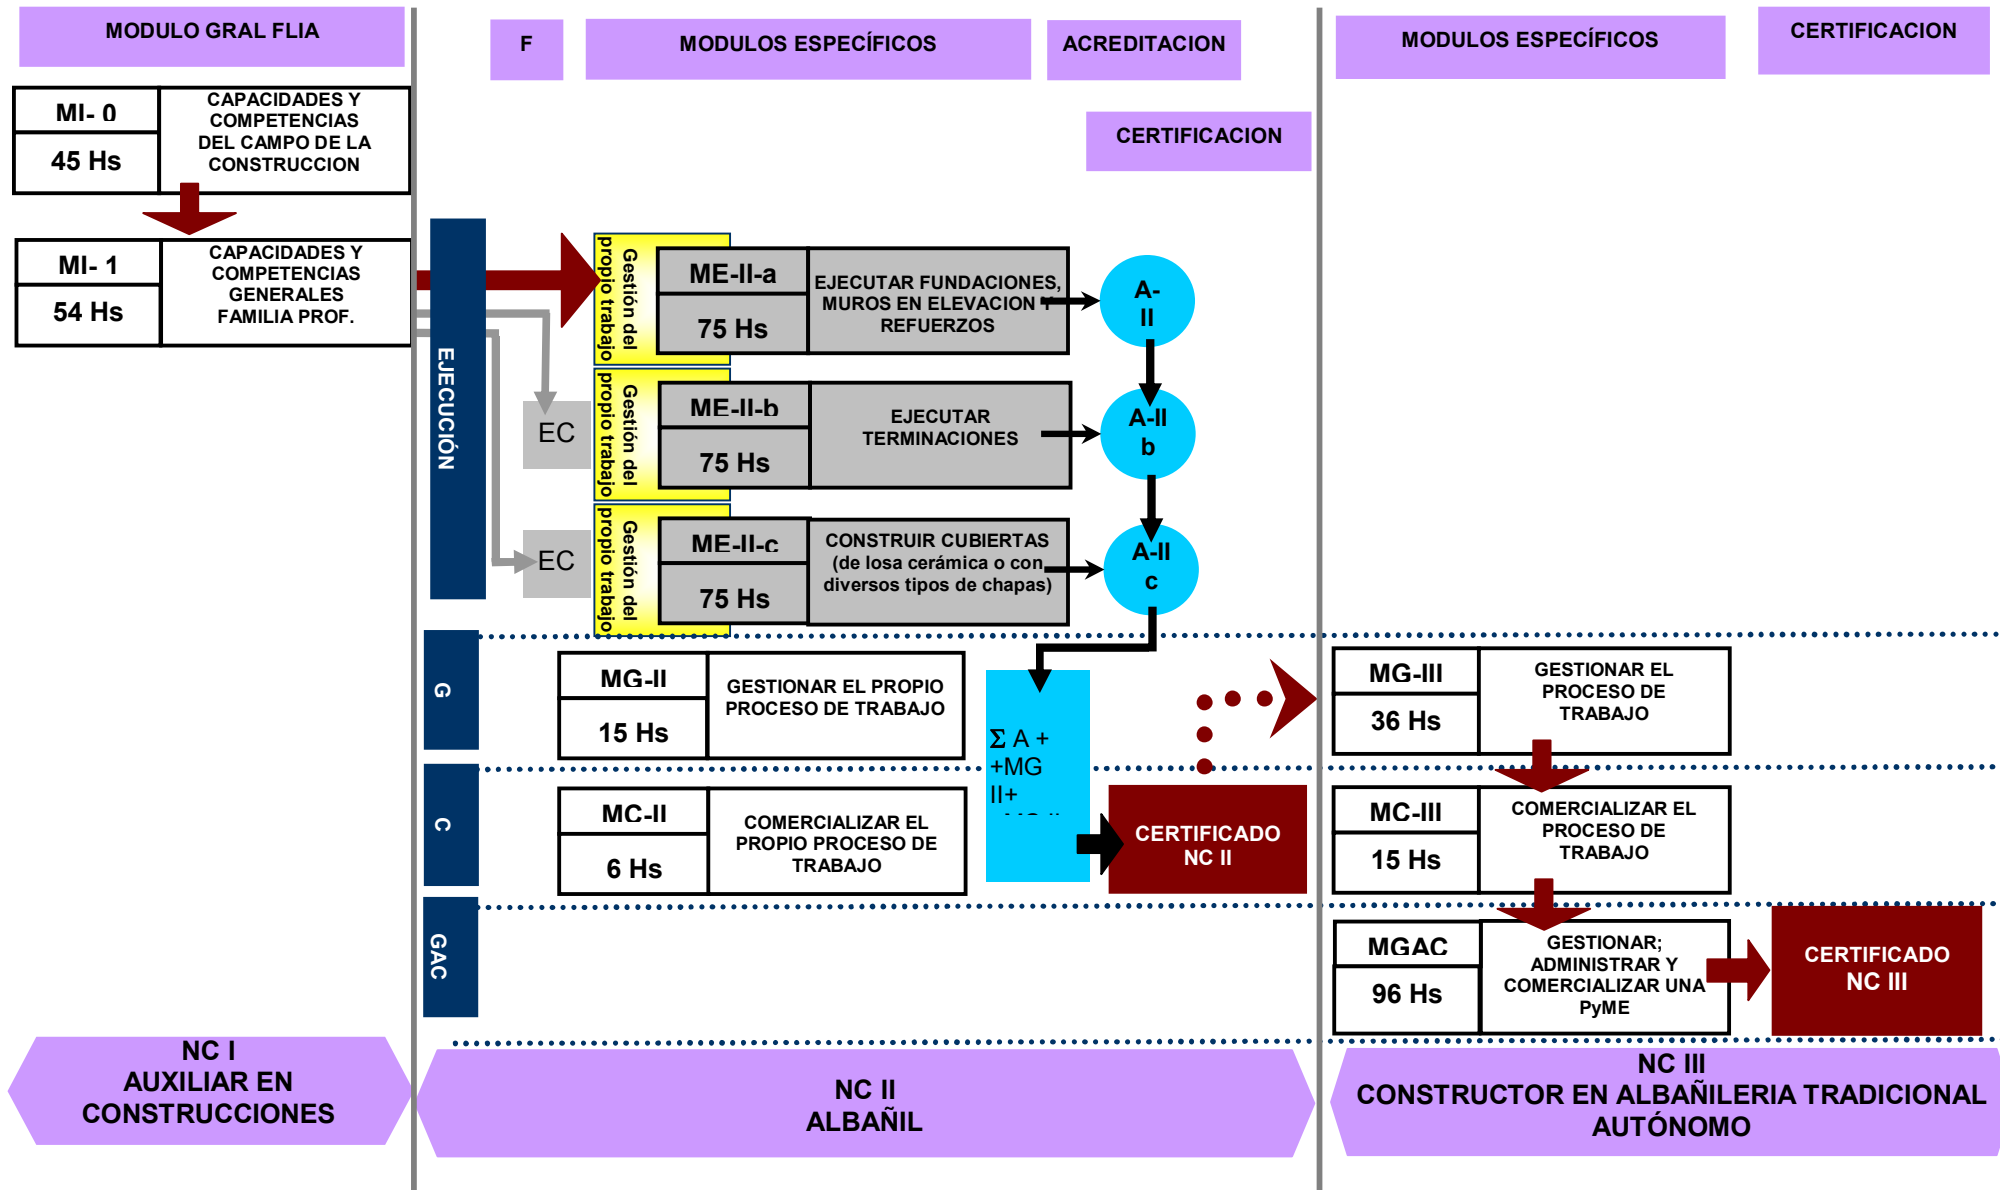 MODULO GRAL FLIA
F
MODULOS ESPECÍFICOS
ACREDITACION
MODULOS ESPECÍFICOS
CERTIFICACION
CERTIFICACION
MI- 0
45 Hs
CAPACIDADES Y
COMPETENCIAS
DEL CAMPO DE LA
CONSTRUCCION
MI- 1
54 Hs
CAPACIDADES Y
COMPETENCIAS
GENERALES
FAMILIA PROF.
EJECUCIÓN
Gestión del
propio trabajo
ME-II-a
75 Hs
EJECUTAR FUNDACIONES,
MUROS EN ELEVACION Y
REFUERZOS
A-
II
EC
Gestión del
propio trabajo
ME-II-b
75 Hs
EJECUTAR
TERMINACIONES
A-II
b
EC
Gestión del
propio trabajo
ME-II-c
75 Hs
CONSTRUIR CUBIERTAS
(de losa cerámica o con
diversos tipos de chapas)
A-II
c
G
MG-II
15 Hs
GESTIONAR EL PROPIO
PROCESO DE TRABAJO
Σ A +
+MG
II+
MG-III
36 Hs
GESTIONAR EL
PROCESO DE
TRABAJO
C
MC-II
6 Hs
COMERCIALIZAR EL
PROPIO PROCESO DE
TRABAJO
CERTIFICADO
NC II
MC-III
15 Hs
COMERCIALIZAR EL
PROCESO DE
TRABAJO
GAC
MGAC
96 Hs
GESTIONAR;
ADMINISTRAR Y
COMERCIALIZAR UNA
PyME
CERTIFICADO
NC III
NC I
AUXILIAR EN
CONSTRUCCIONES
NC II
ALBAÑIL
NC III
CONSTRUCTOR EN ALBAÑILERIA TRADICIONAL
AUTÓNOMO